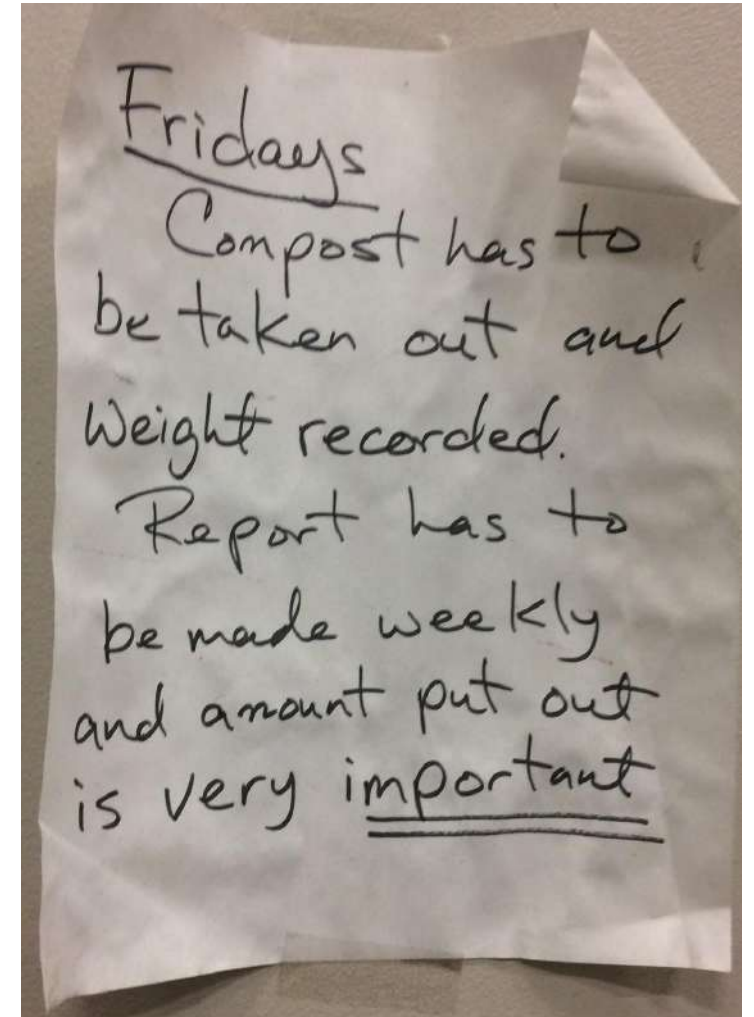 Fridays
Compost has to
be taken out and
Weight recorded.
Report has to
be made weekly
and amount put out
is very important